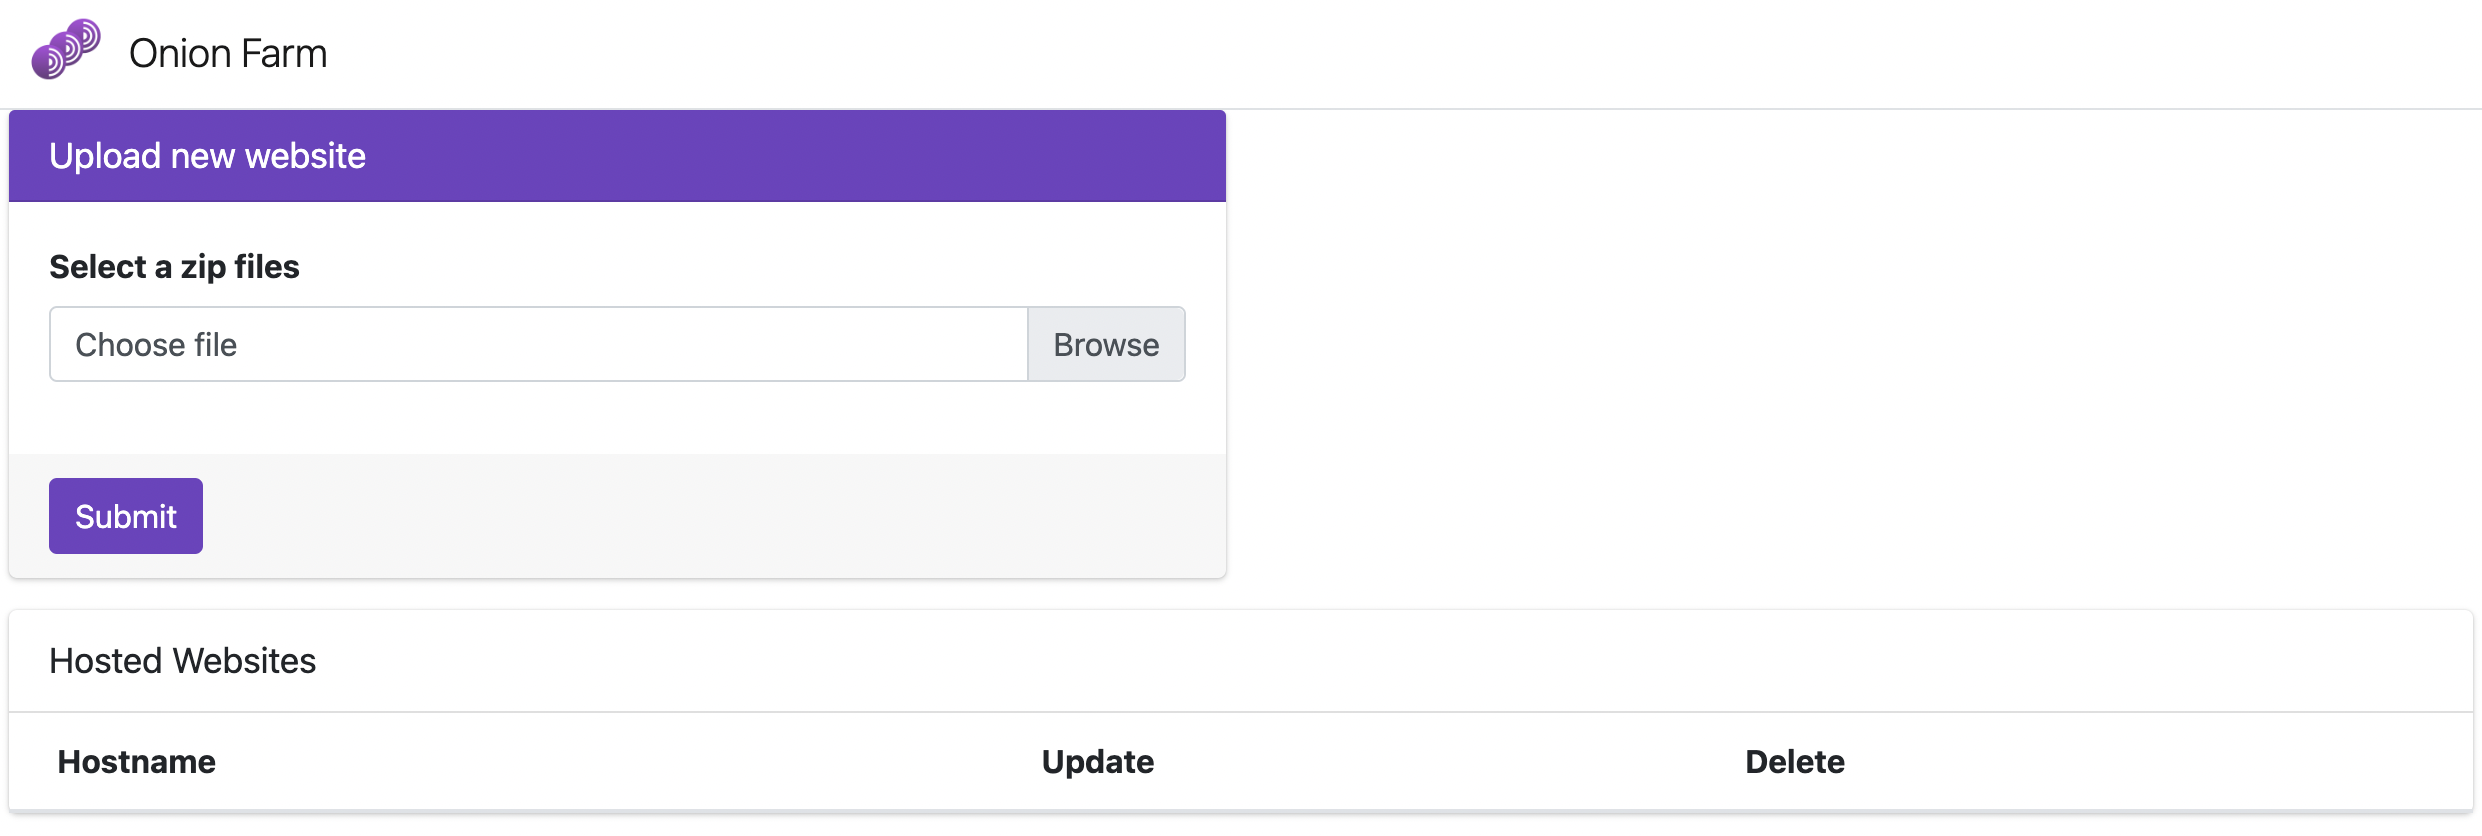 Onion Farm
Upload new website
Select a zip files
Choose file Browse
Submit
Hosted Websites
Hostname Update Delete